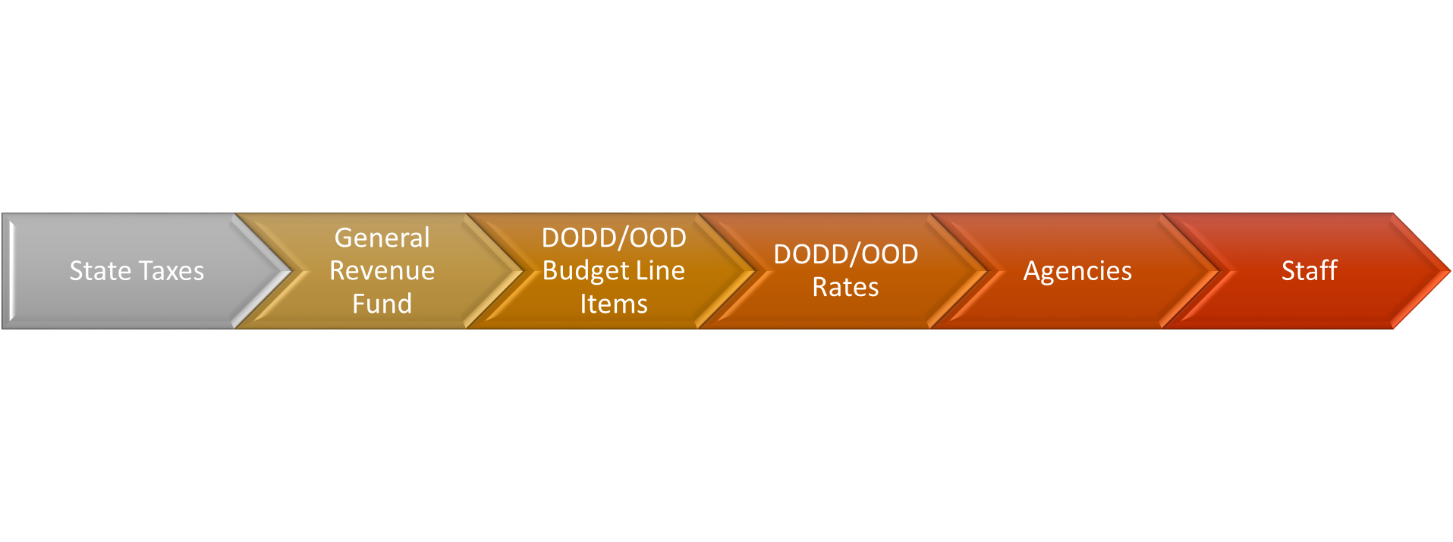 State Taxes
General
Revenue
Fund
DODD/OOD
Budget Line
Items
DODD/OOD
Rates
Agencies
Staff